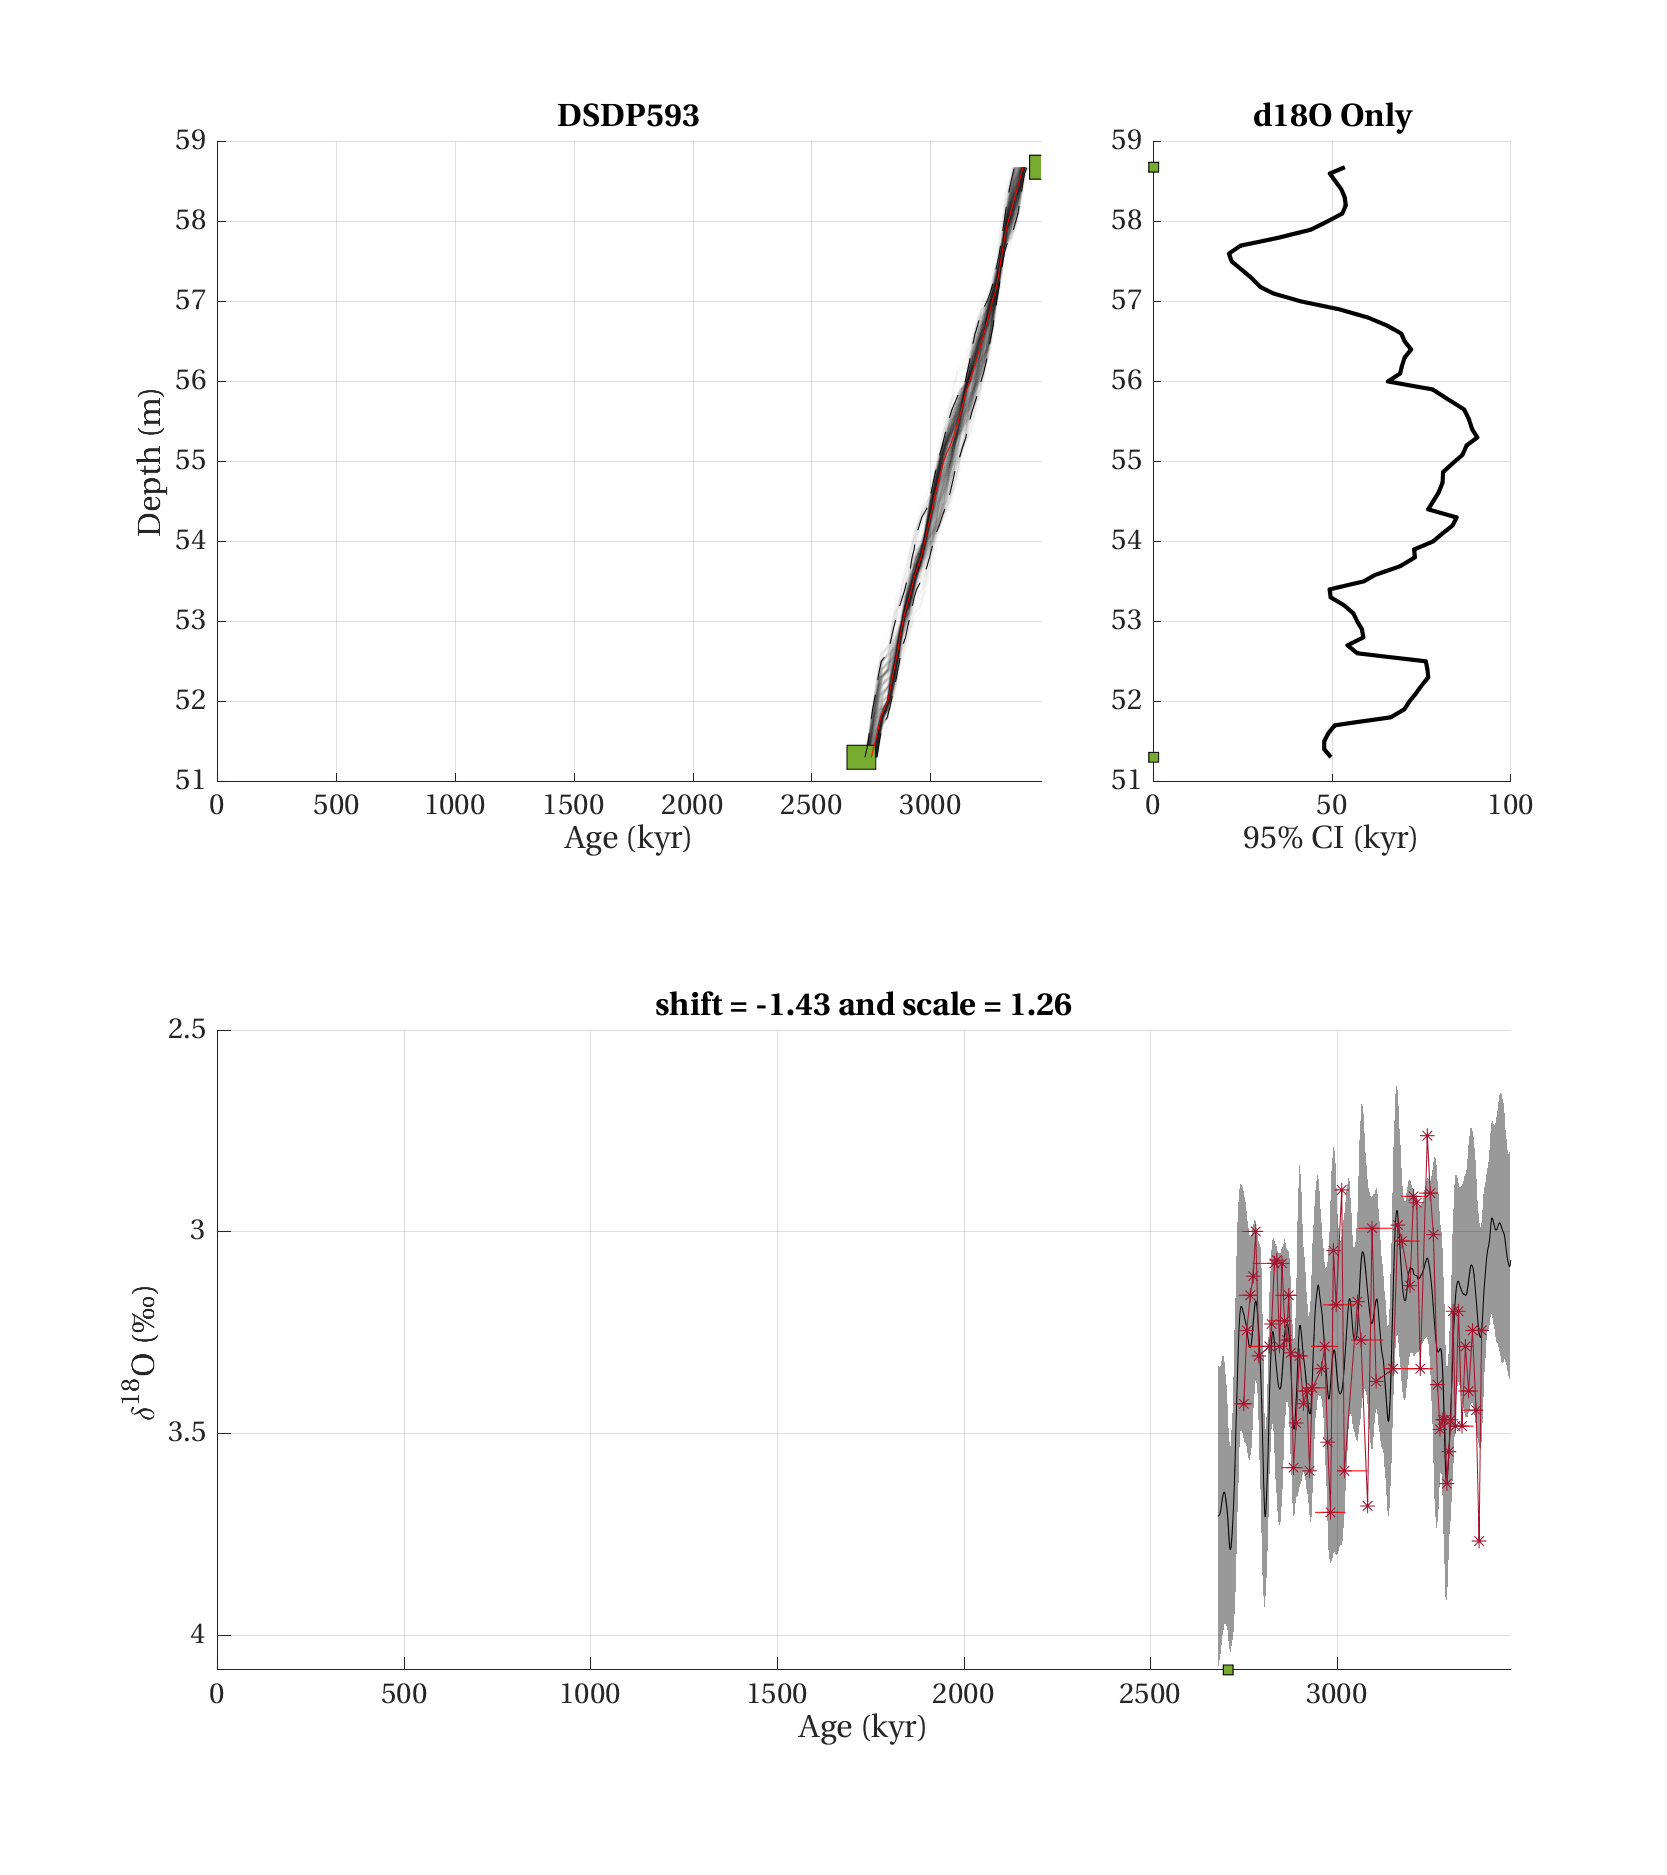 DSDP593
59
58
57
56
55
54
53
52
51
Depth (m)
0 500 1000 1500 2000 2500 3000
Age (kyr)
d18O Only
59
58
57
56
55
54
53
52
51
0 50 100
95% CI (kyr)
shift = -1.43 and scale = 1.26
2.5
3
3.5
4
δ18O (‰)
0 500 1000 1500 2000 2500 3000
Age (kyr)